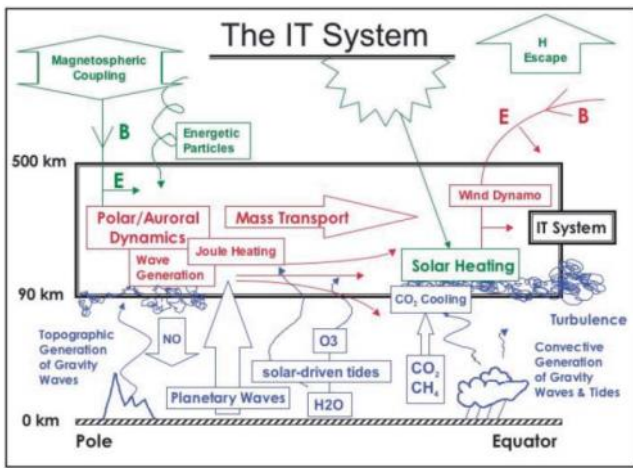 The IT System
Magnetospheric
Coupling
H
Escape
B
Energetic
Particles
E
B
500 km
E
Wind Dynamo
Polar/Auroral
Dynamics
Mass Transport
IT System
Joule Heating
Wave
Generation
Solar Heating
90 km
CO2 Cooling
Turbulence
Topographic
Generation
of Gravity
Waves
NO
O3
solar-driven tides
CO2
CH4
Convective
Generation
of Gravity
Waves & Tides
Planetary Waves
H2O
0 km
Pole
Equator